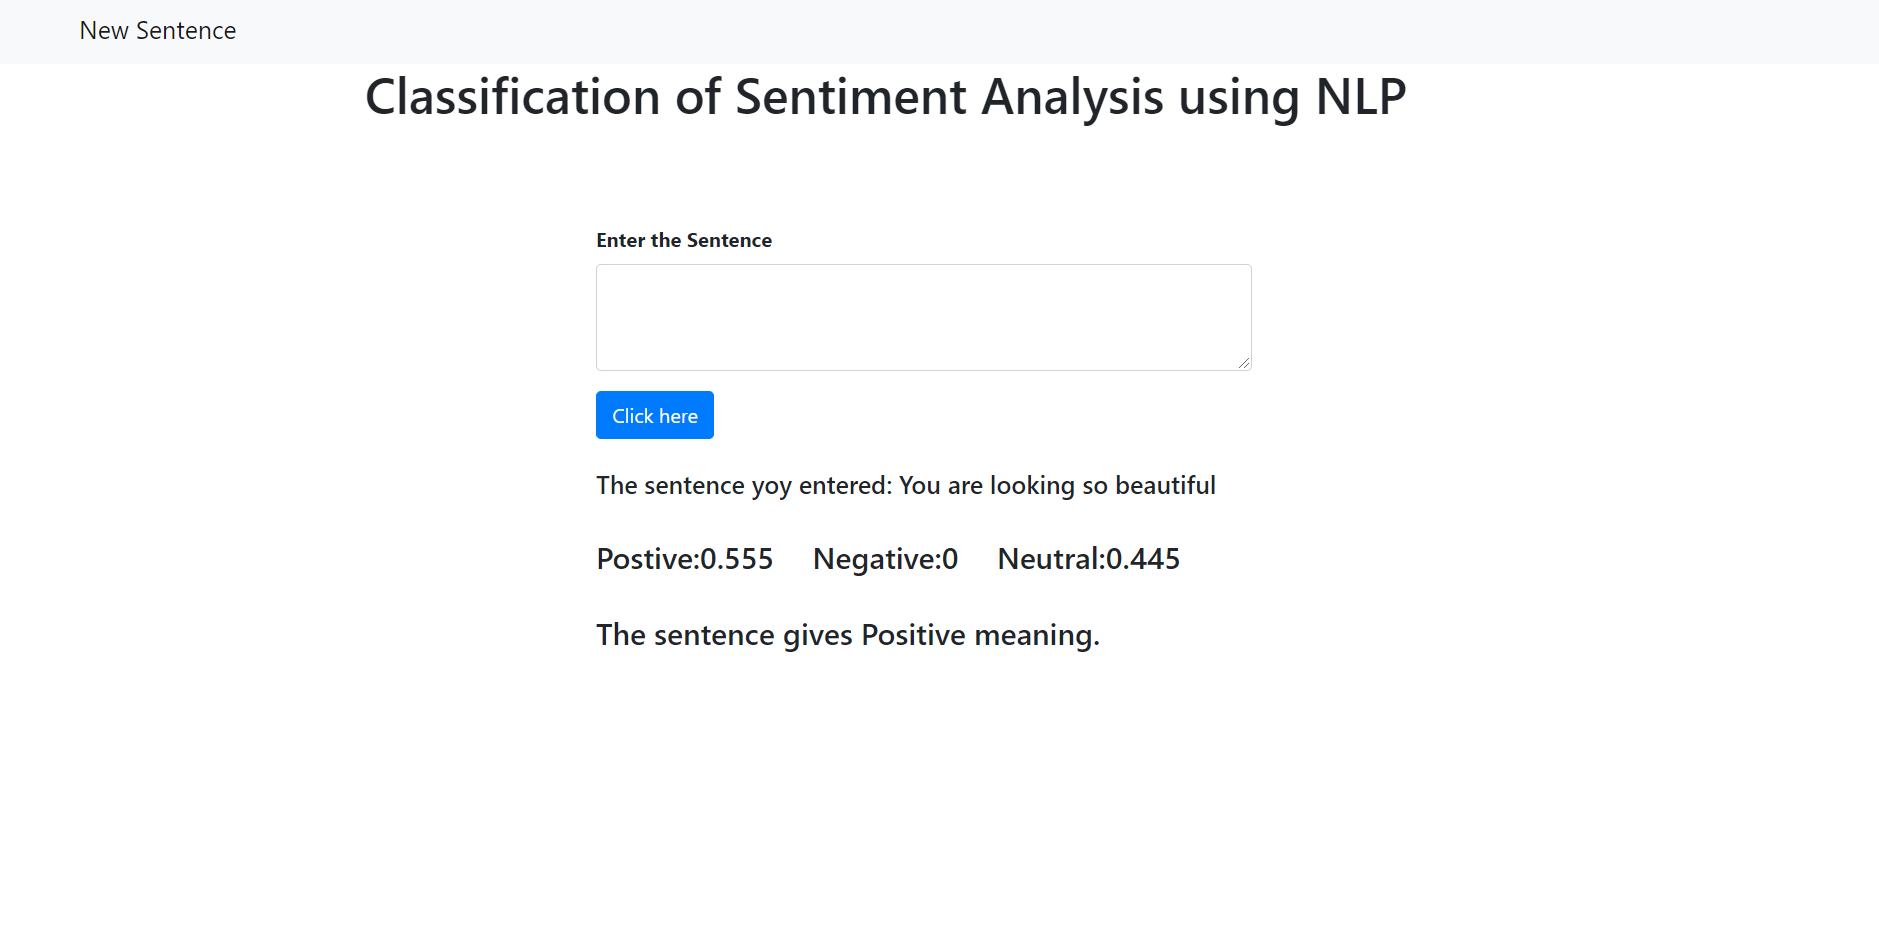 New Sentence
Classification of Sentiment Analysis using NLP
Enter the Sentence
Click here
The sentence yoy entered: You are looking so beautiful
Postive:0.555 Negative:0 Neutral:0.445
The sentence gives Positive meaning.